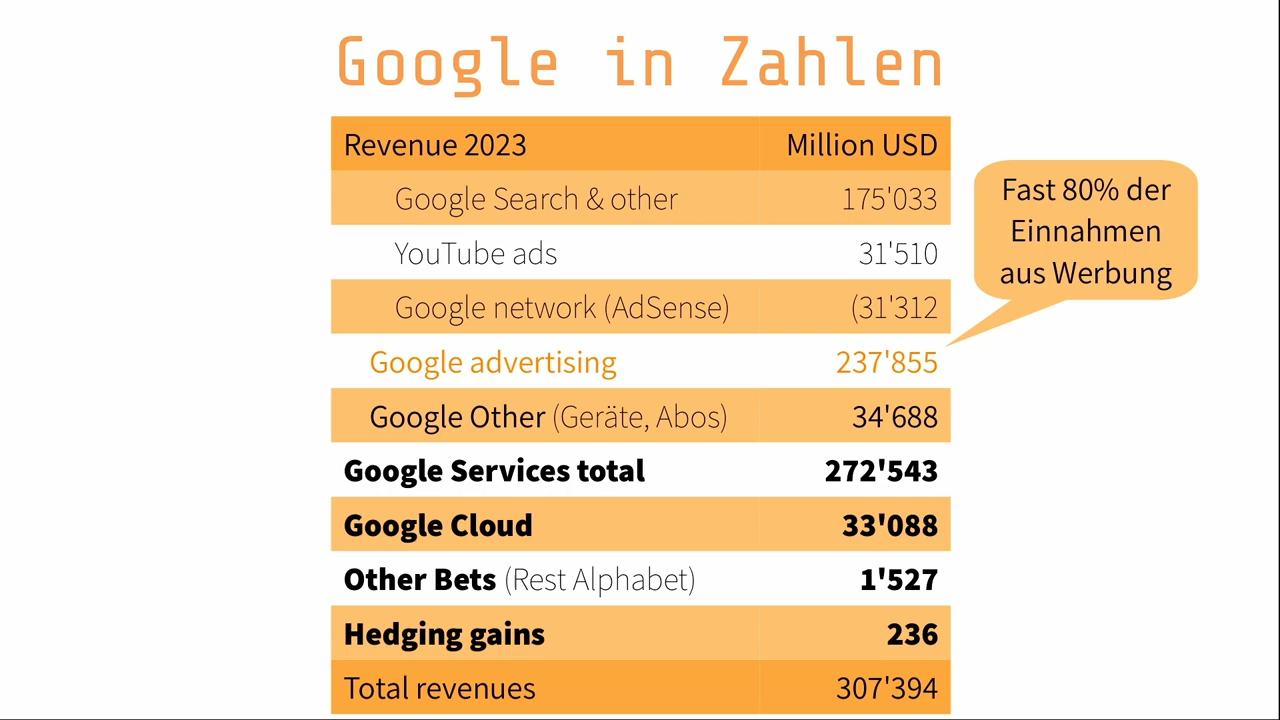 Google in Zahlen
Revenue 2023 Million USD
Google Search & other 175'033
YouTube ads 31'510
Google network (AdSense) (31'312
Google advertising 237'855
Google Other (Geräte, Abos) 34'688
Google Services total 272'543
Google Cloud 33'088
Other Bets (Rest Alphabet) 1'527
Hedging gains 236
Total revenues 307'394
Fast 80% der
Einnahmen
aus Werbung